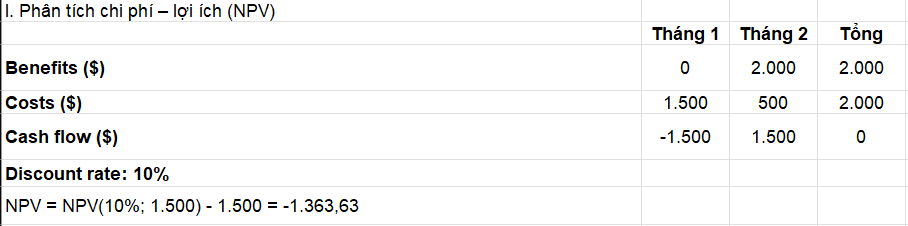 I. Phân tích chi phí – lợi ích (NPV)
Tháng 1 Tháng 2 Tổng
Benefits ($) 0 2.000 2.000
Costs ($) 1.500 500 2.000
Cash flow ($) -1.500 1.500 0
Discount rate: 10%
NPV = NPV(10%; 1.500) - 1.500 = -1.363,63